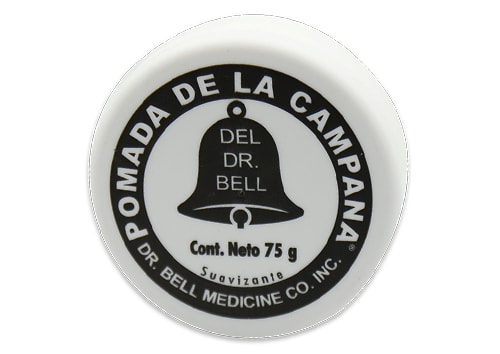 POMADA DE LA CAMPANA®
DEL
DR.
BELL
Cont. Neto 75 g
Suavizante
DR. BELL MEDICINE CO. INC.